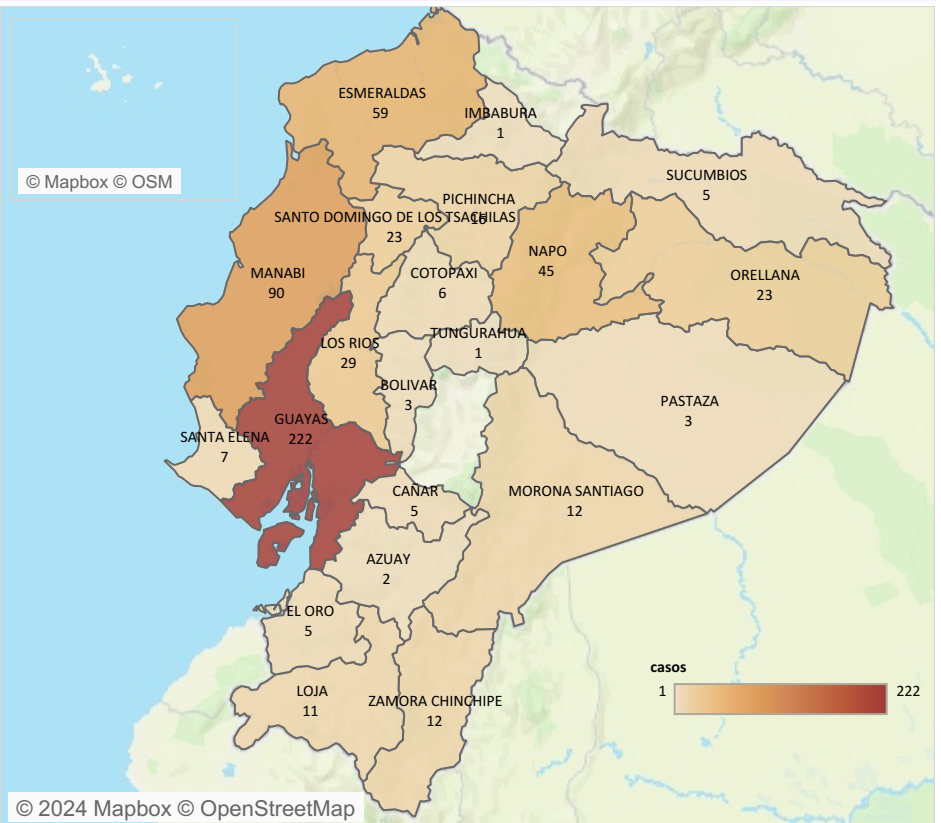 ESMERALDAS
59
IMBABURA
1
© Mapbox © OSM
SUCUMBIOS
5
PICHINCHA
16
SANTO DOMINGO DE LOS TSACHILAS
23
NAPO
45
MANABI
90
COTOPAXI
6
ORELLANA
23
TUNGURAHUA
1
LOS RIOS
29
BOLIVAR
3
PASTAZA
3
GUAYAS
222
SANTA ELENA
7
CAÑAR
5
MORONA SANTIAGO
12
AZUAY
2
EL ORO
5
casos
1
222
LOJA
11
ZAMORA CHINCHIPE
12
© 2024 Mapbox © OpenStreetMap